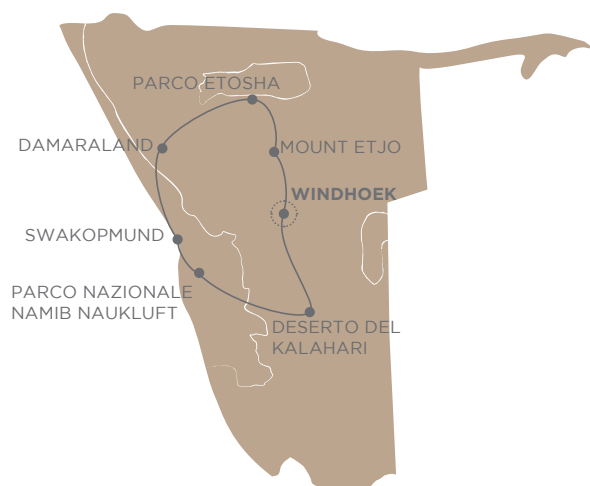 PARCO ETOSHA
DAMARALAND
MOUNT ETJO
WINDHOEK
SWAKOPMUND
PARCO NAZIONALE
NAMIB NAUKLUFT
DESERTO DEL
KALAHARI